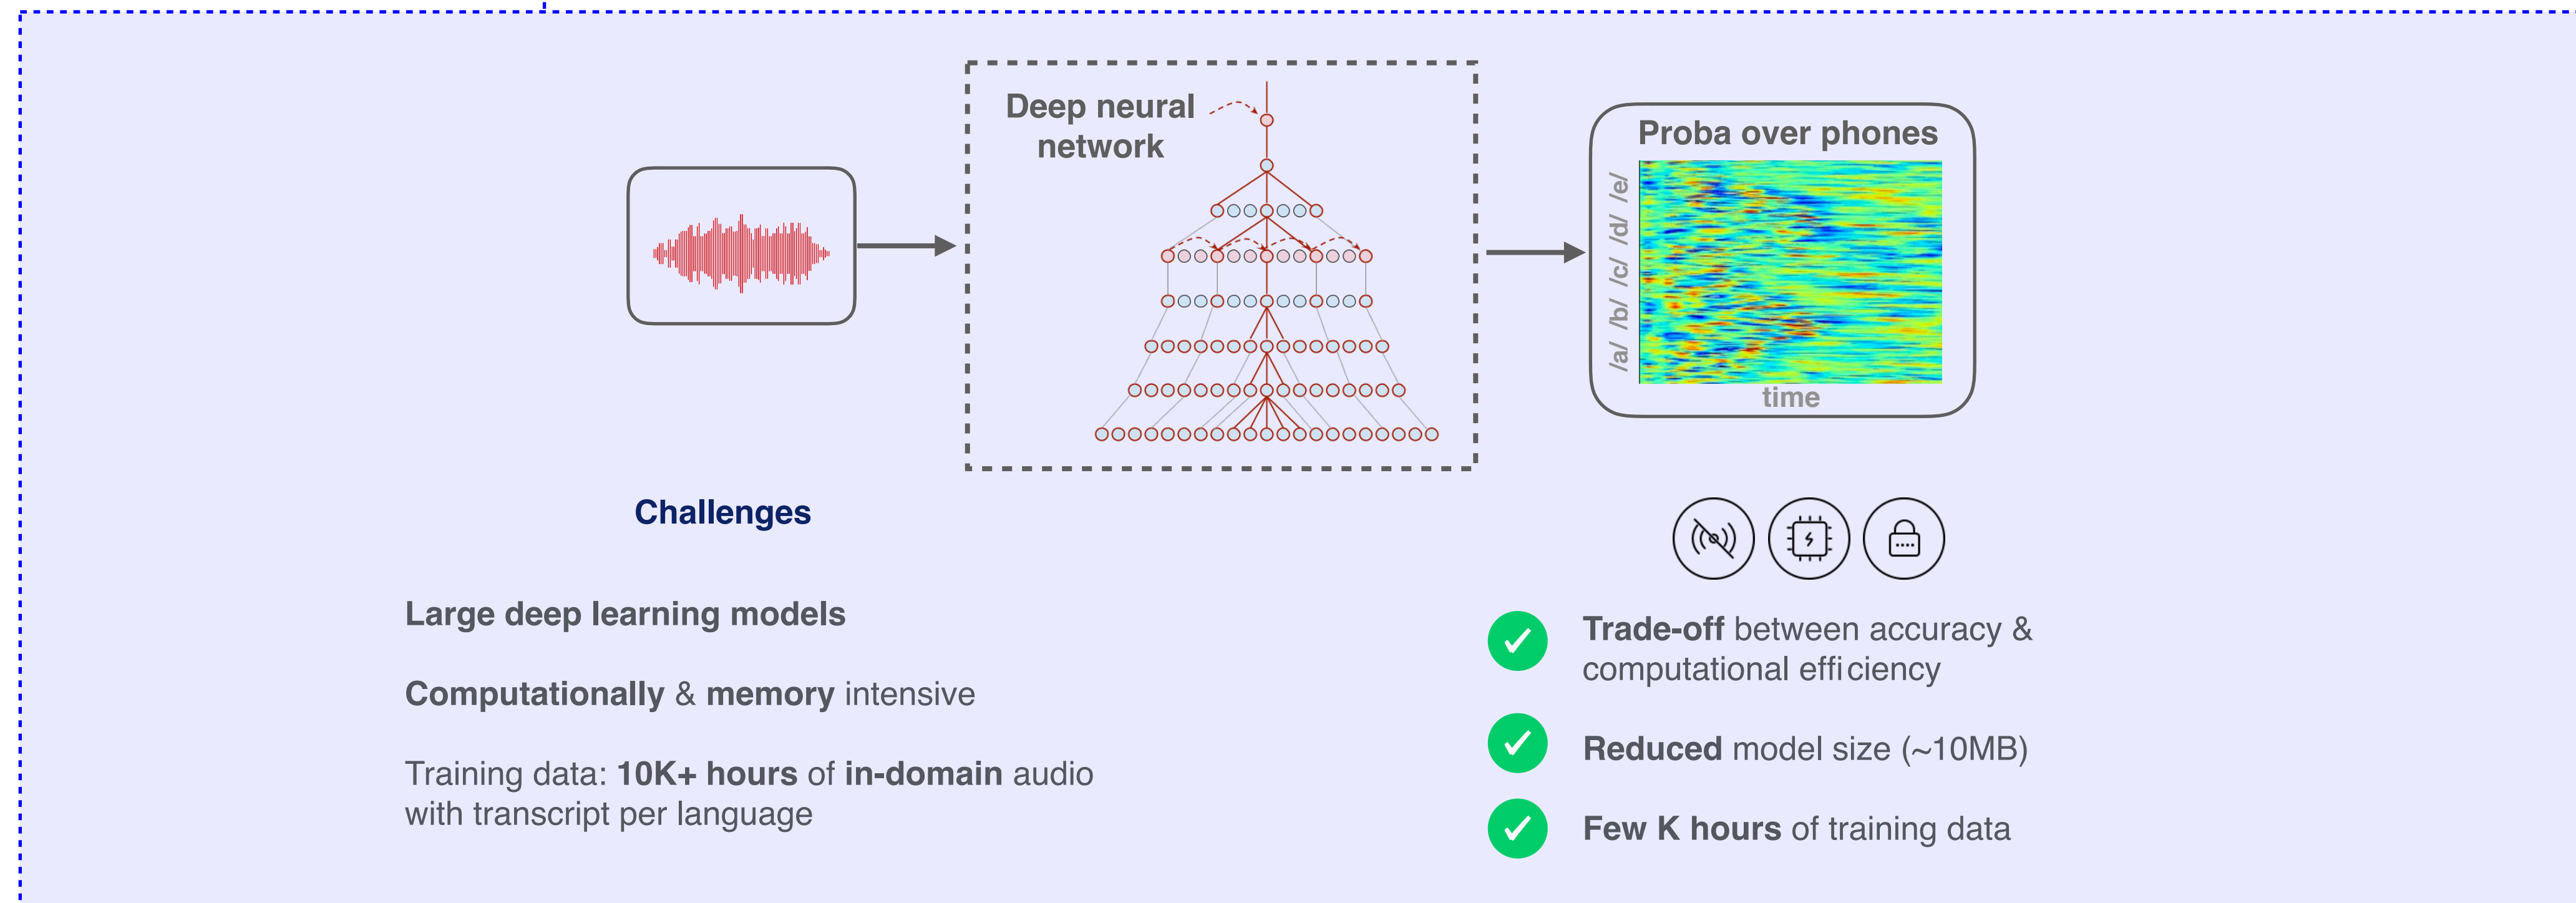 Deep neural
network
Proba over phones
/a/ /b/ /c/ /d/ /e/
time
Challenges
Large deep learning models
Computationally & memory intensive
Training data: 10K+ hours of in-domain audio
with transcript per language
Trade-off between accuracy &
computational efficiency
Reduced model size (~10MB)
Few K hours of training data